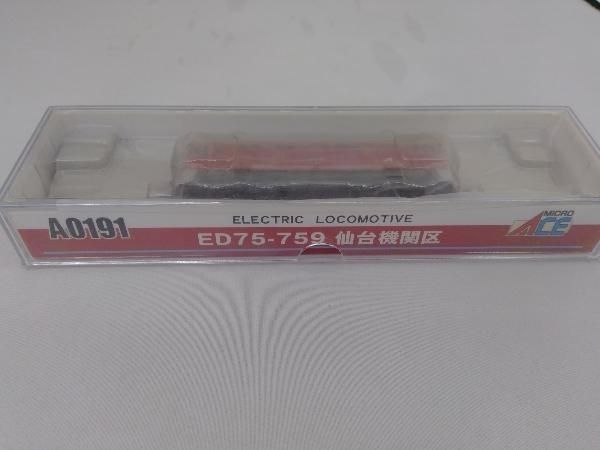 A0191
ELECTRIC LOCOMOTIVE
ED75-759 仙台機関区
MICRO
ACE